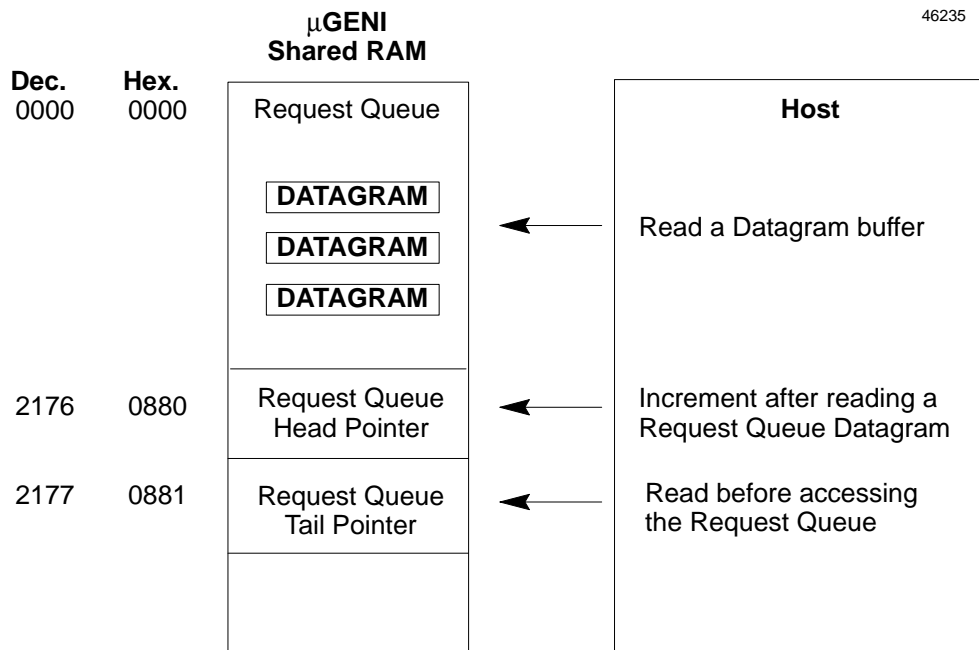 46235
μGENI
Shared RAM
Dec. Hex.
0000 0000 Request Queue Host
DATAGRAM
Read a Datagram buffer
DATAGRAM
DATAGRAM
2176 0880 Request Queue
Head Pointer
Increment after reading a
Request Queue Datagram
2177 0881 Request Queue
Tail Pointer
Read before accessing
the Request Queue